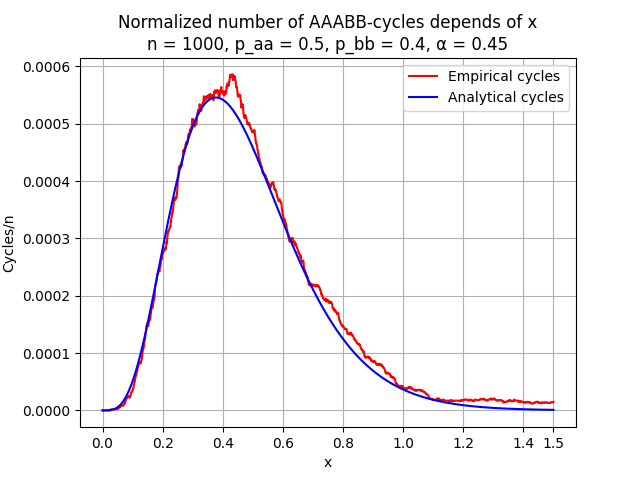 Normalized number of AAABB-cycles depends of x
n = 1000, p_aa = 0.5, p_bb = 0.4, α = 0.45
Empirical cycles
Analytical cycles
Cycles/n
0.0006
0.0005
0.0004
0.0003
0.0002
0.0001
0.0000
0.0 0.2 0.4 0.6 0.8 1.0 1.2 1.4 1.5
x